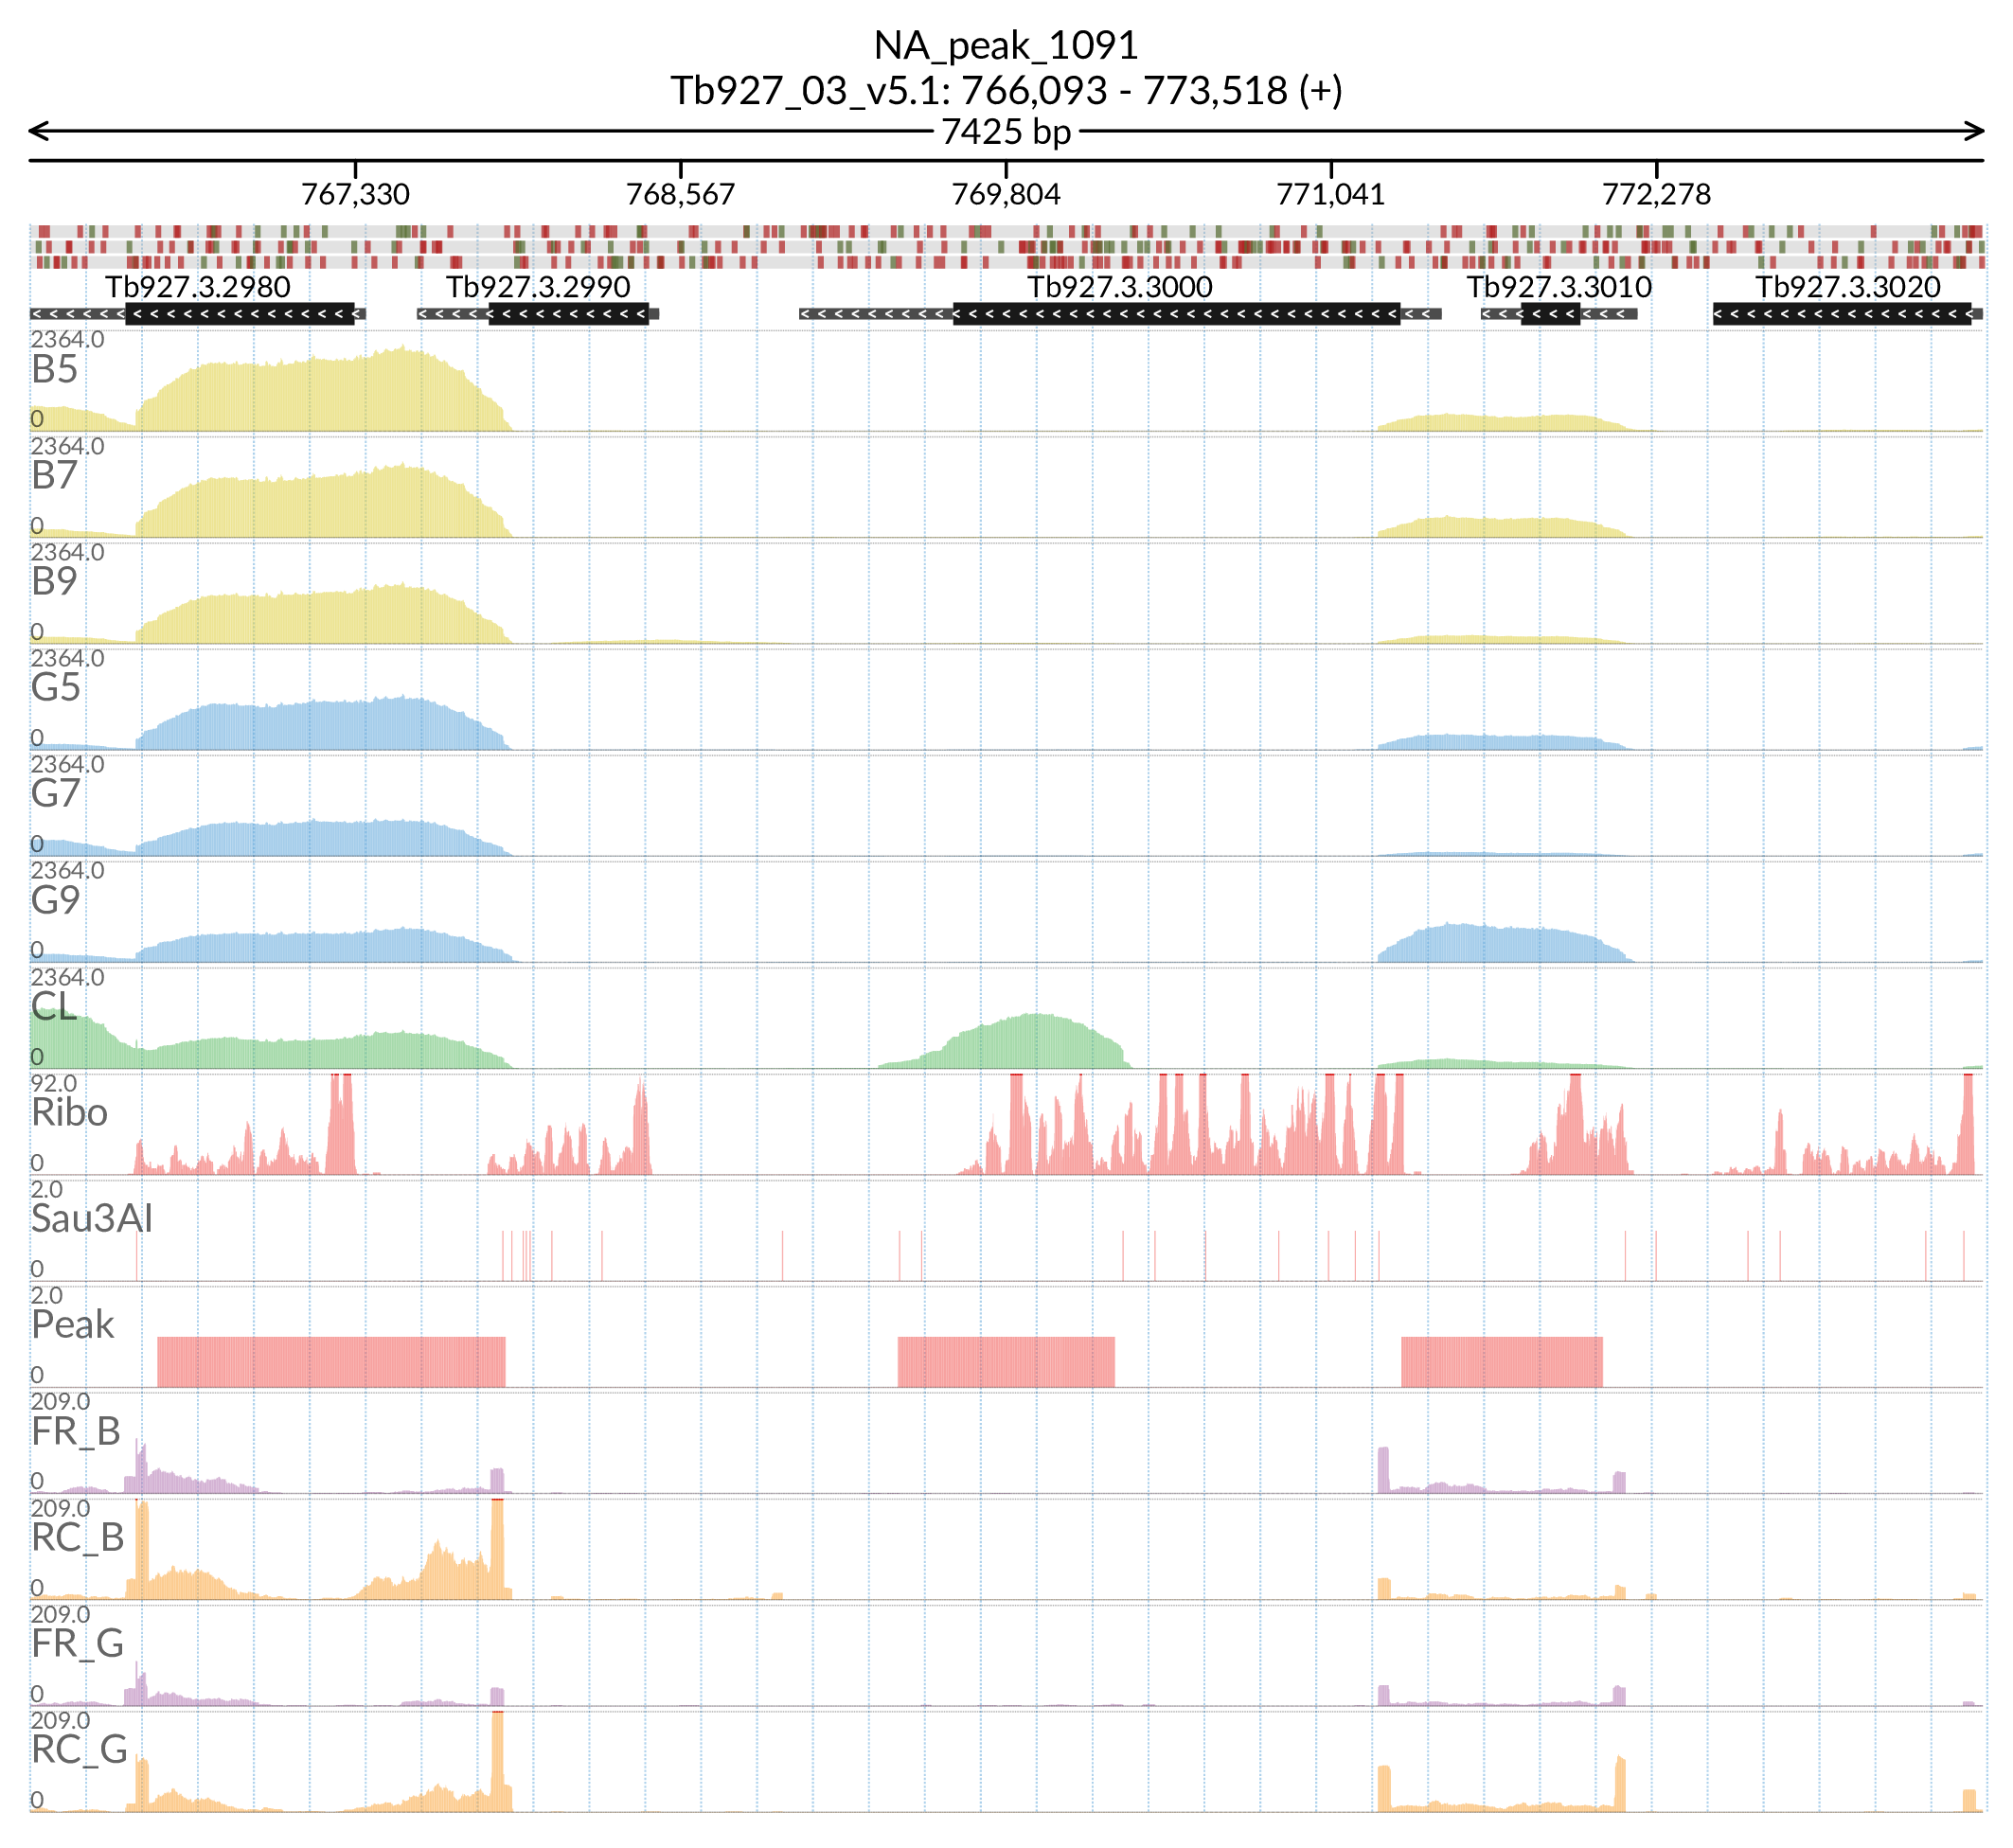 NA_peak_1091
Tb927_03_v5.1: 766,093 - 773,518 (+)
7425 bp
767,330 768,567 769,804 771,041 772,278
Tb927.3.2980 Tb927.3.2990 Tb927.3.3000 Tb927.3.3010 Tb927.3.3020
2364.0
B5
0
2364.0
B7
0
2364.0
B9
0
2364.0
G5
0
2364.0
G7
0
2364.0
G9
0
2364.0
CL
0
92.0
Ribo
0
2.0
Sau3AI
0
2.0
Peak
0
209.0
FR_B
0
209.0
RC_B
0
209.0
FR_G
0
209.0
RC_G
0